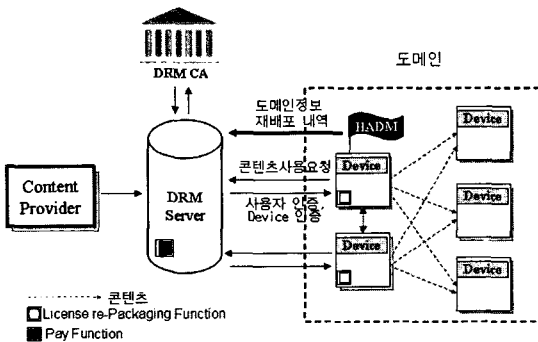 DRM CA
도메인
도메인정보
재배포 내역
HADM
Device
Device
콘텐츠사용요청
Device
Content
Provider
DRM
Server
사용자 인증,
Device 인증
Device
Device
콘텐츠
License re-Packaging Function
Pay Function